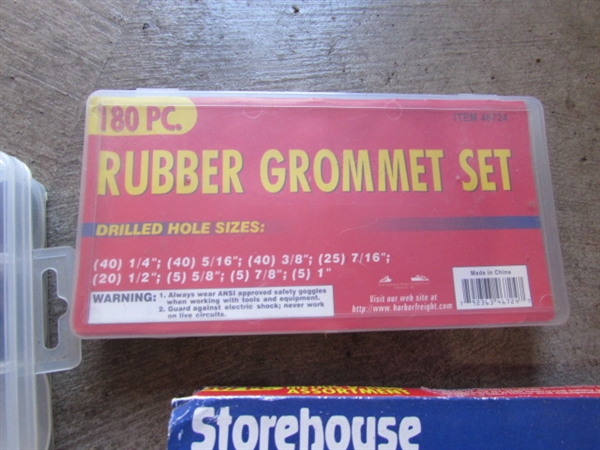 180 PC.
RUBBER GROMMET SET
DRILLED HOLE SIZES:
(40) 1/4"; (40) 5/16"; (40) 3/8"; (25) 7/16";
(20) 1/2"; (5) 5/8"; (5) 7/8"; (5) 1"
WARNING: 1. Always wear ANSI approved safety goggles
when working with tools and equipment.
2. Guard against electric shock; never work
on live circuits.
Visit our web site at
http://www.harborfreight.com
ITEM
Made in China
ASSORTMENT
Storehouse